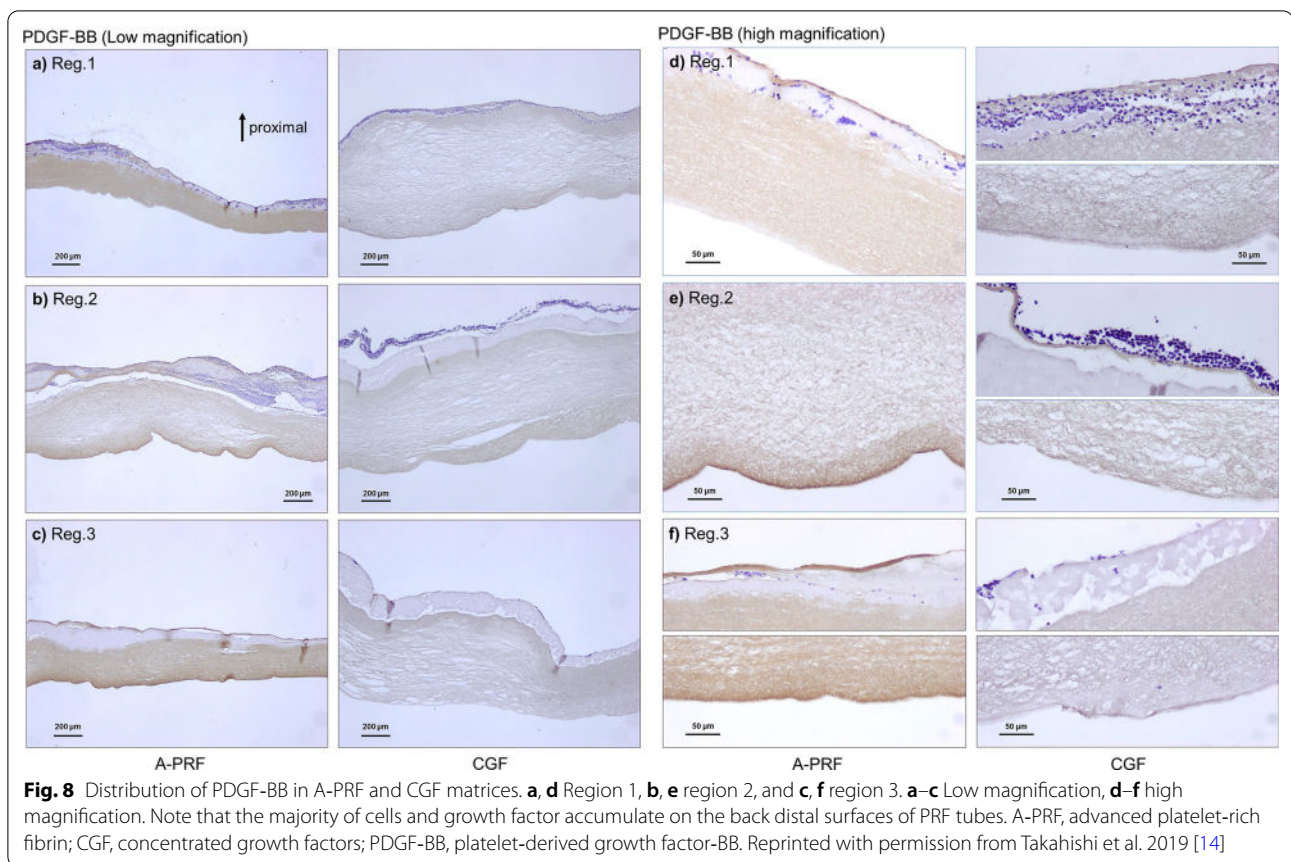 PDGF-BB (Low magnification)
PDGF-BB (high magnification)
a) Reg.1
proximal
200 µm
200 µm
d) Reg.1
50 µm
50 µm
b) Reg.2
200 µm
200 µm
e) Reg.2
50 µm
50 µm
c) Reg.3
200 µm
200 µm
f) Reg.3
50 µm
50 µm
A-PRF
CGF
A-PRF
CGF
Fig. 8 Distribution of PDGF-BB in A-PRF and CGF matrices. a, d Region 1, b, e region 2, and c, f region 3. a–c Low magnification, d–f high
magnification. Note that the majority of cells and growth factor accumulate on the back distal surfaces of PRF tubes. A-PRF, advanced platelet-rich
fibrin; CGF, concentrated growth factors; PDGF-BB, platelet-derived growth factor-BB. Reprinted with permission from Takahishi et al. 2019 [14]